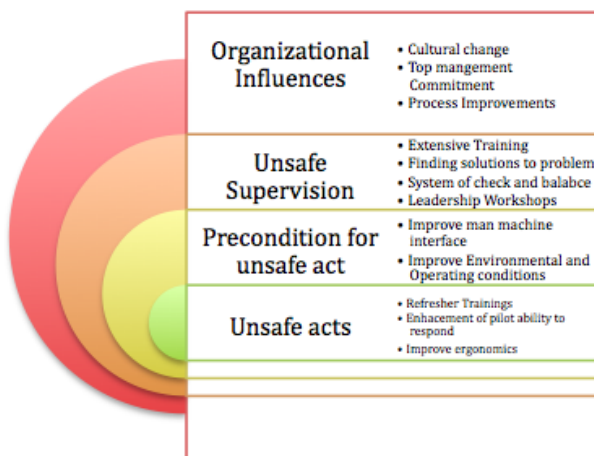 Organizational
Influences
• Cultural change
• Top mangement
Commitment
• Process Improvements
Unsafe
Supervision
• Extensive Training
• Finding solutions to problem
• System of check and balabce
• Leadership Workshops
Precondition for
unsafe act
• Improve man machine
interface
• Improve Environmental and
Operating conditions
Unsafe acts
• Refresher Trainings
• Enhacement of pilot ability to
respond
• Improve ergonomics